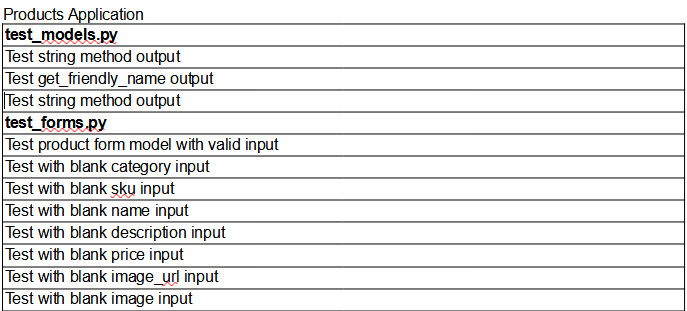 Products Application
test_models.py
Test string method output
Test get_friendly_name output
Test string method output
test_forms.py
Test product form model with valid input
Test with blank category input
Test with blank sku input
Test with blank name input
Test with blank description input
Test with blank price input
Test with blank image_url input
Test with blank image input